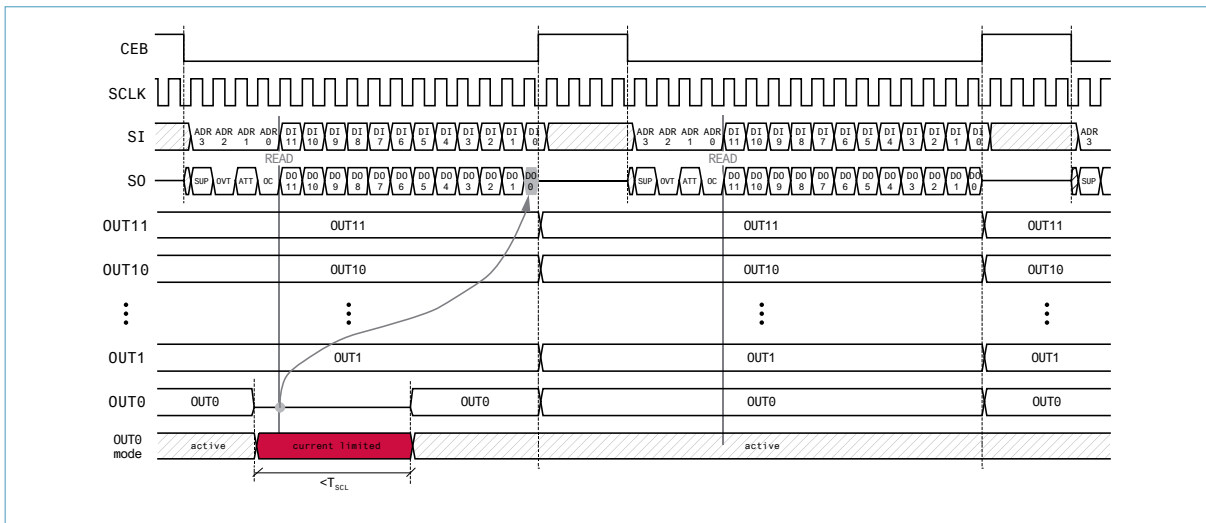 CEB
SCLK
SI ADR 3 ADR 2 ADR 1 ADR 0 DI 11 DI 10 DI 9 DI 8 DI 7 DI 6 DI 5 DI 4 DI 3 DI 2 DI 1 DI 0 ADR 3 ADR 2 ADR 1 ADR 0 DI 11 DI 10 DI 9 DI 8 DI 7 DI 6 DI 5 DI 4 DI 3 DI 2 DI 1 DI 0 ADR 3
READ READ
SO SUP OVT ATT OC DO 11 DO 10 DO 9 DO 8 DO 7 DO 6 DO 5 DO 4 DO 3 DO 2 DO 1 DO 0 SUP OVT ATT OC DO 11 DO 10 DO 9 DO 8 DO 7 DO 6 DO 5 DO 4 DO 3 DO 2 DO 1 DO 0 SUP
OUT11 OUT11 OUT11 OUT11
OUT10 OUT10 OUT10 OUT10
OUT1 OUT1 OUT1 OUT1
OUT0 OUT0 OUT0 OUT0 OUT0
OUT0 mode active current limited active
<T_SCL